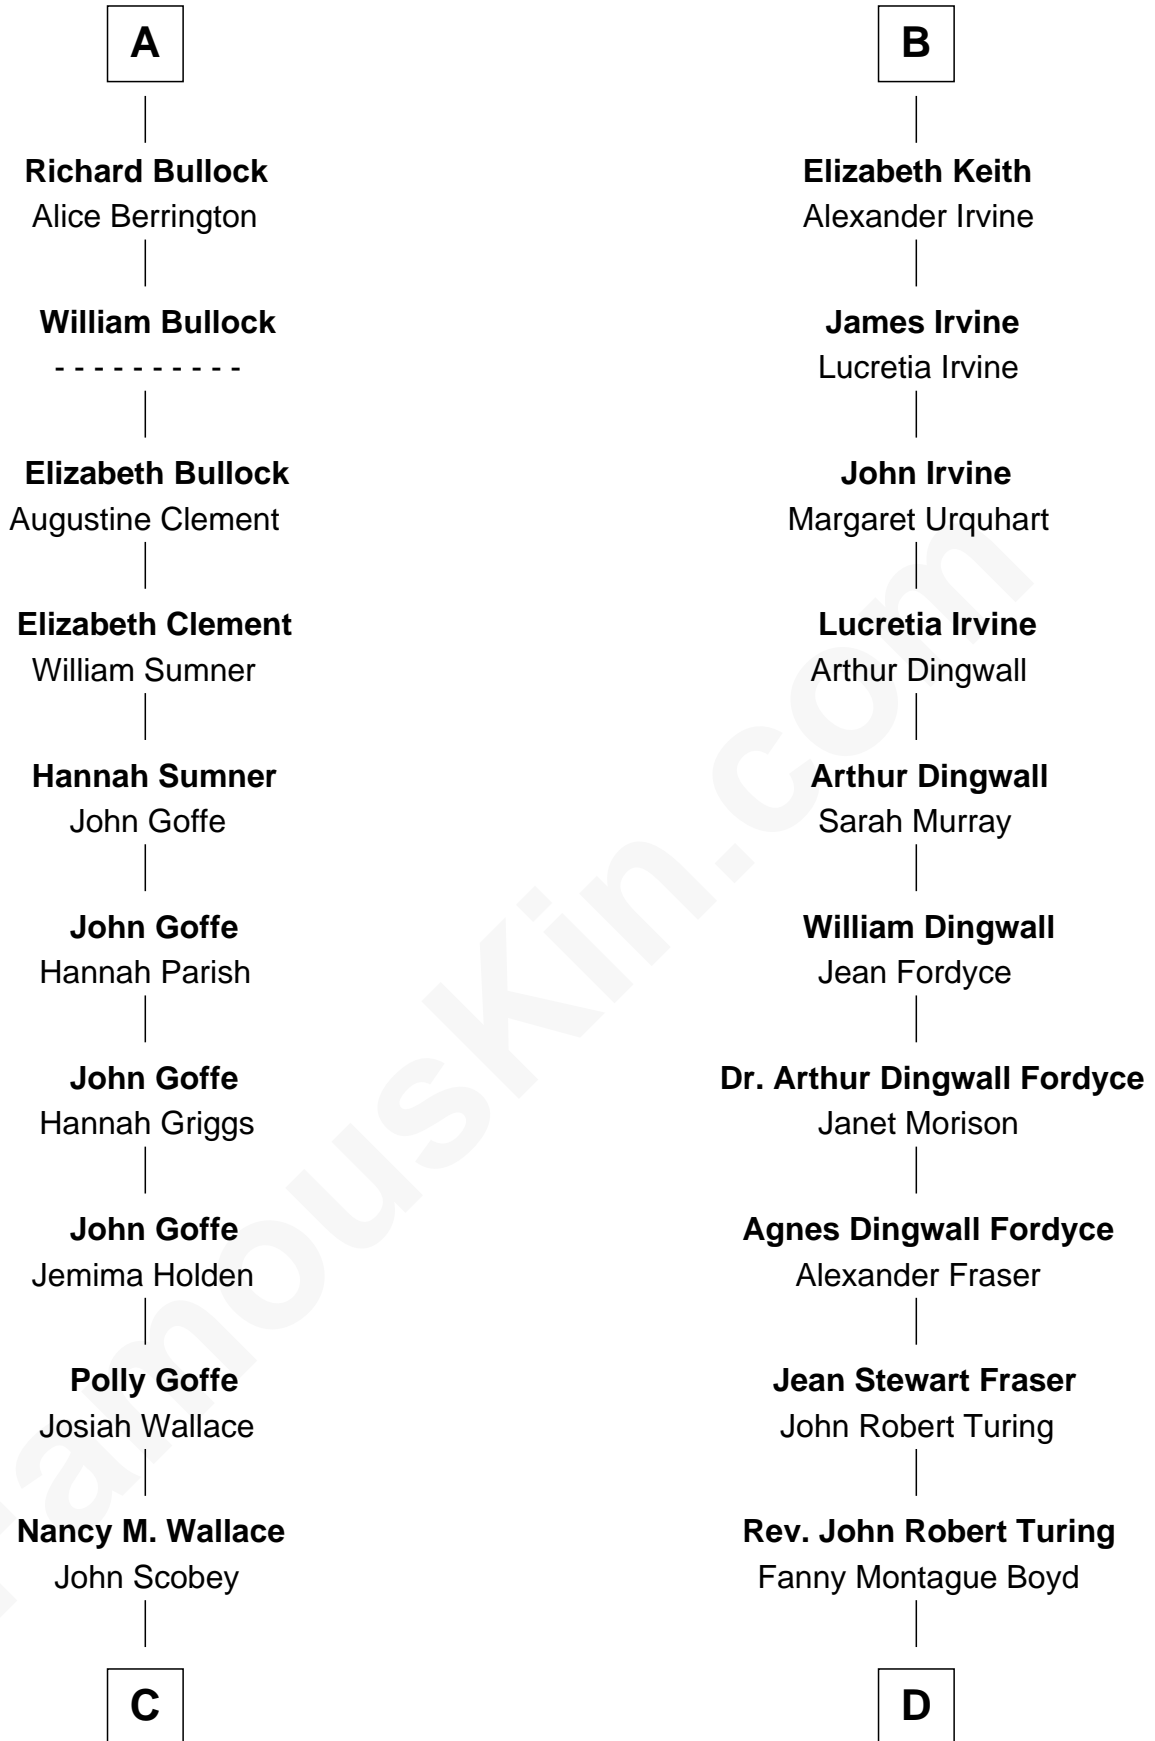 A
Richard Bullock
Alice Berrington
William Bullock
- - - - - - - - - -
Elizabeth Bullock
Augustine Clement
Elizabeth Clement
William Sumner
Hannah Sumner
John Goffe
John Goffe
Hannah Parish
John Goffe
Hannah Griggs
John Goffe
Jemima Holden
Polly Goffe
Josiah Wallace
Nancy M. Wallace
John Scobey
C
B
Elizabeth Keith
Alexander Irvine
James Irvine
Lucretia Irvine
John Irvine
Margaret Urquhart
Lucretia Irvine
Arthur Dingwall
Arthur Dingwall
Sarah Murray
William Dingwall
Jean Fordyce
Dr. Arthur Dingwall Fordyce
Janet Morison
Agnes Dingwall Fordyce
Alexander Fraser
Jean Stewart Fraser
John Robert Turing
Rev. John Robert Turing
Fanny Montague Boyd
D
FamousKin.com